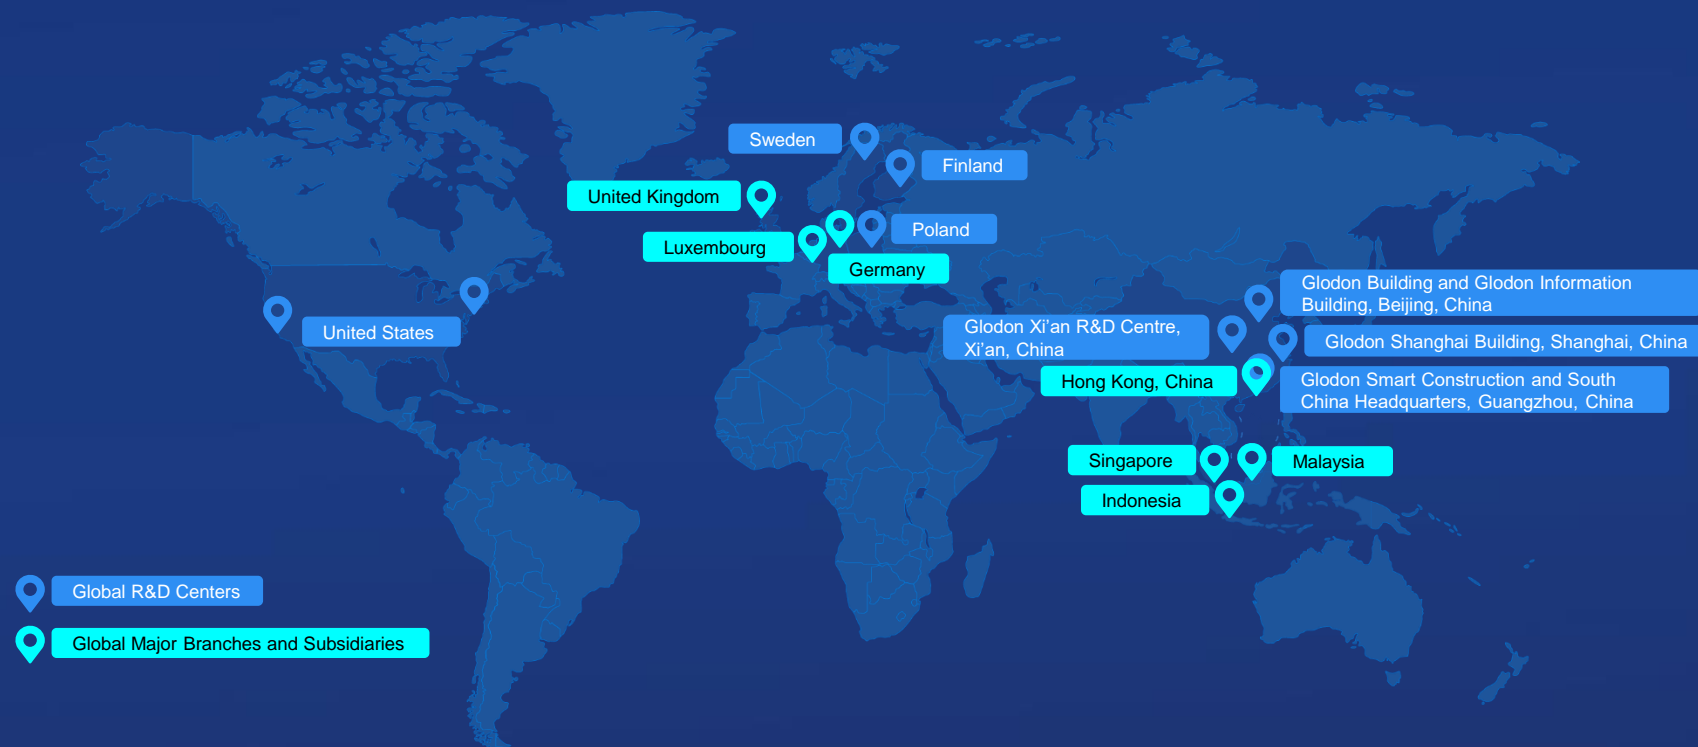 Sweden
Finland
United Kingdom
Poland
Luxembourg
Germany
United States
Glodon Building and Glodon Information
Building, Beijing, China
Glodon Xi’an R&D Centre,
Xi’an, China
Glodon Shanghai Building, Shanghai, China
Hong Kong, China
Glodon Smart Construction and South
China Headquarters, Guangzhou, China
Singapore
Malaysia
Indonesia
Global R&D Centers
Global Major Branches and Subsidiaries